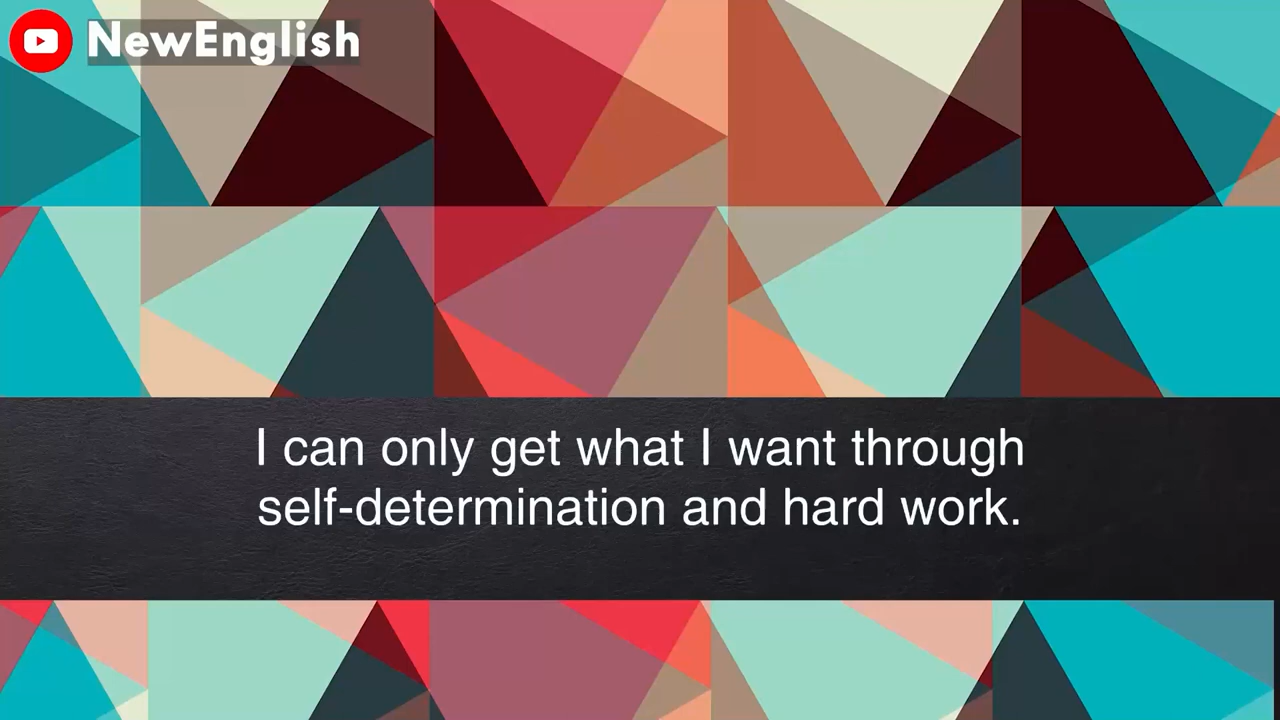 NewEnglish
I can only get what I want through
self-determination and hard work.